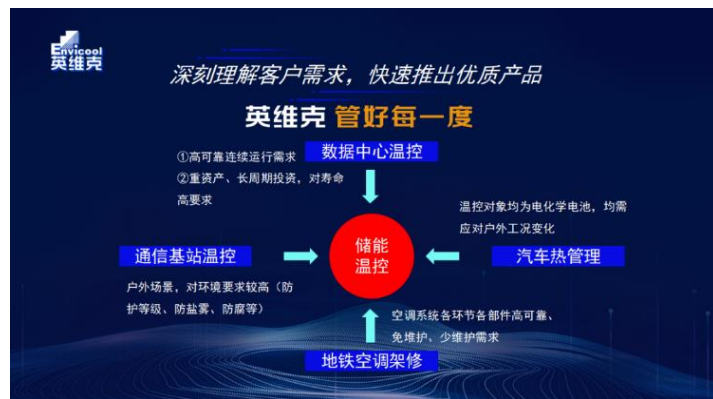 Envicool
英维克
深刻理解客户需求，快速推出优质产品
英维克 管好每一度
①高可靠连续运行需求
②重资产、长周期投资，对寿命
高要求
数据中心温控
温控对象均为电化学电池，均需
应对户外工况变化
通信基站温控
储能
温控
汽车热管理
户外场景，对环境要求较高（防
护等级、防盐雾、防腐等）
空调系统各环节各部件高可靠、
免维护、少维护需求
地铁空调架修